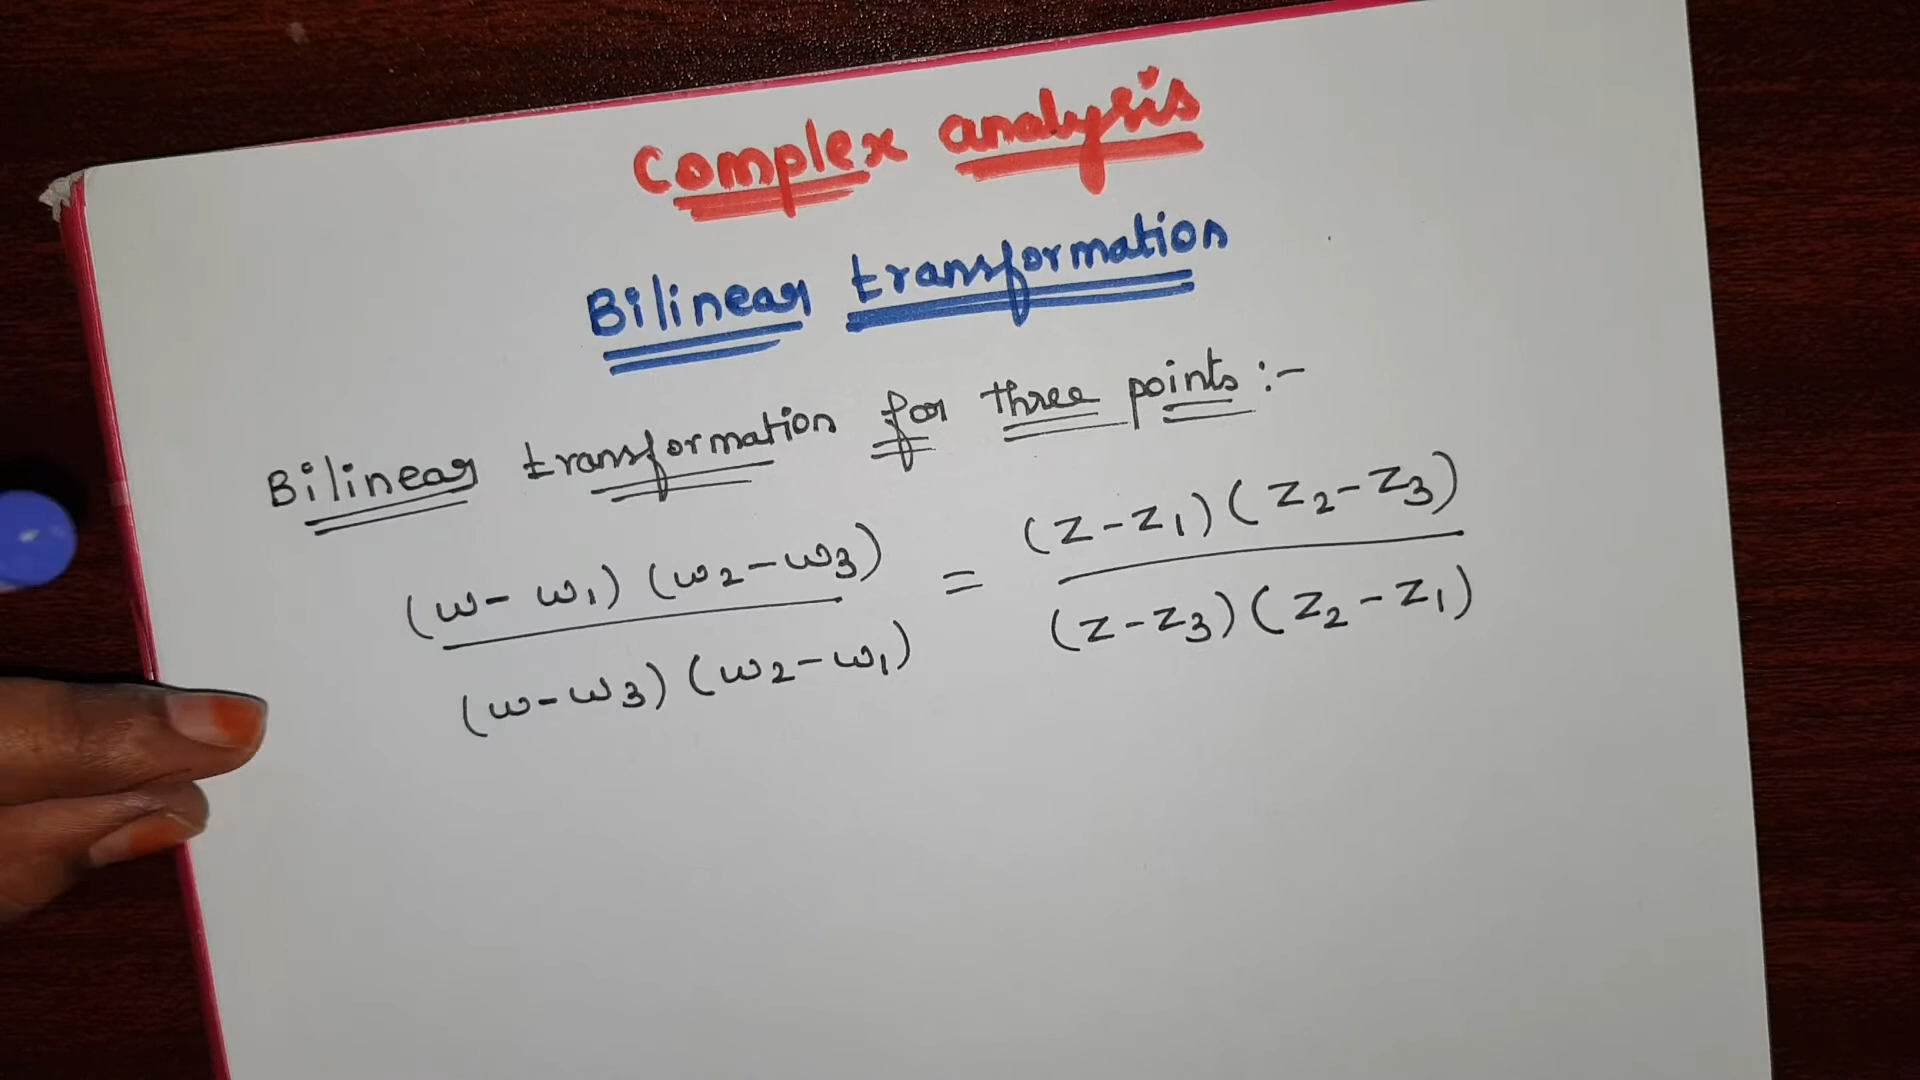 Complex analysis
Bilinear transformation
Bilinear transformation for three points :-
(w - w₁) (w₂ - w₃) / (w - w₃) (w₂ - w₁) = (z - z₁) (z₂ - z₃) / (z - z₃) (z₂ - z₁)